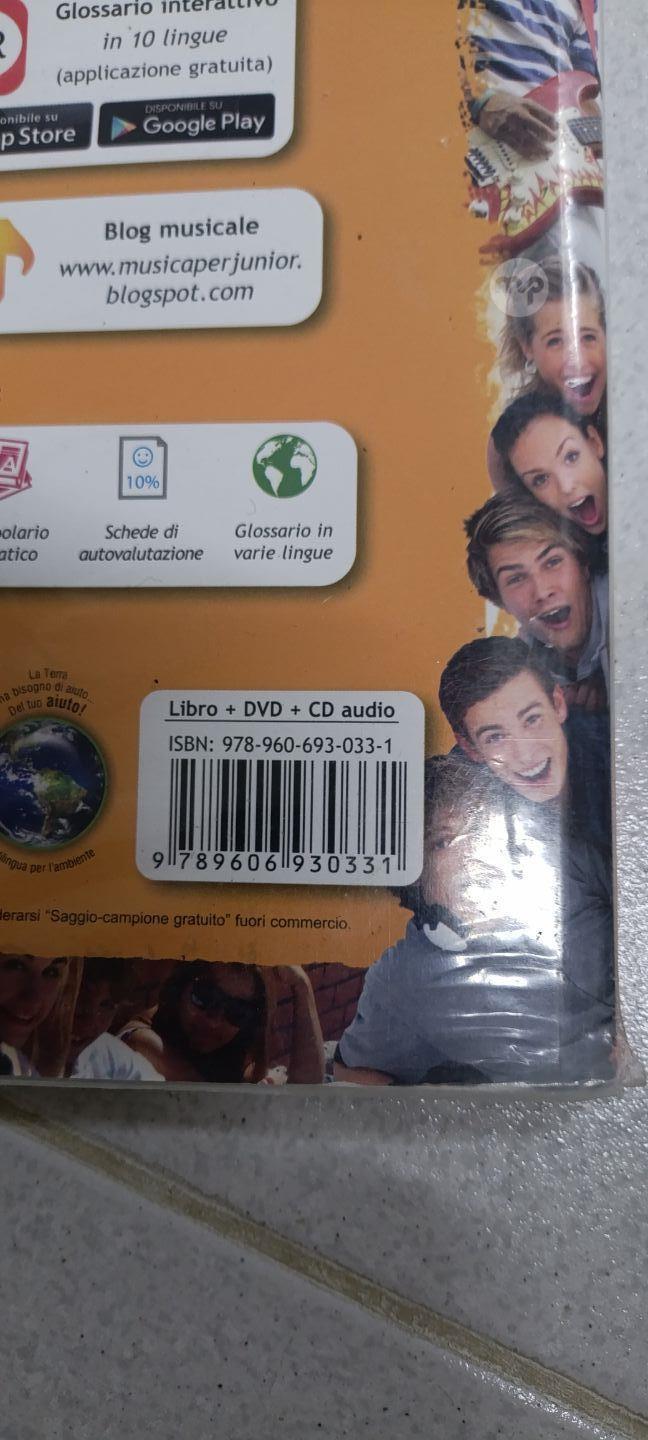 Glossario interattivo
in 10 lingue
(applicazione gratuita)
DISPONIBILE SU
Store
Google Play
Blog musicale
www.musicaperjunior.
blogspot.com
Schede di
autovalutazione
10%
Glossario in
varie lingue
La Terra
bisogno di aiuto...
Del tuo aiuto!
per l'ambiente
Libro + DVD + CD audio
ISBN: 978-960-693-033-1
9 789606 930331
"Saggio-campione gratuito" fuori commercio.